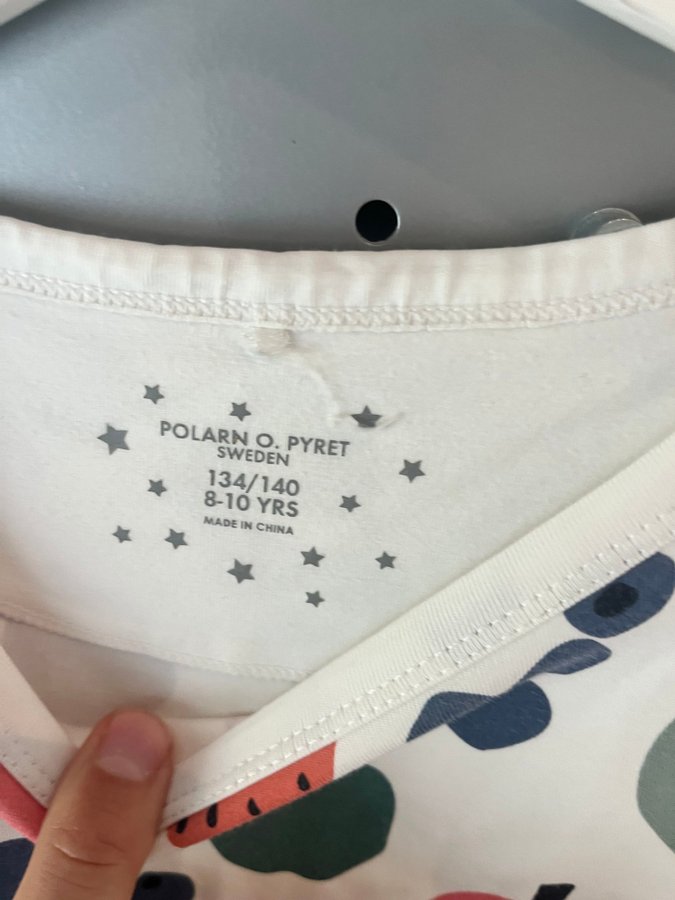 POLARN O. PYRET
SWEDEN
134/140
8-10 YRS
MADE IN CHINA